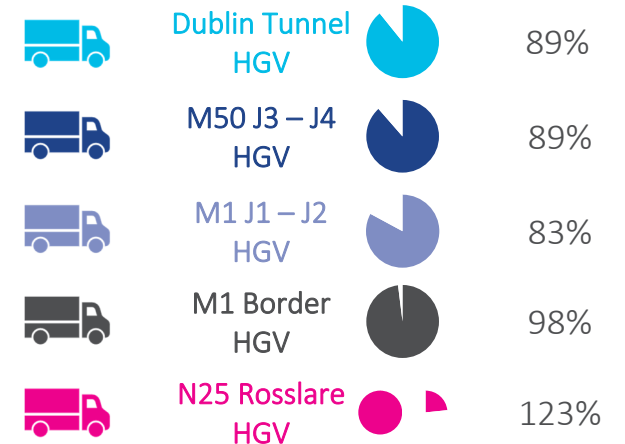 Dublin Tunnel
HGV
89%
M50 J3 – J4
HGV
89%
M1 J1 – J2
HGV
83%
M1 Border
HGV
98%
N25 Rosslare
HGV
123%